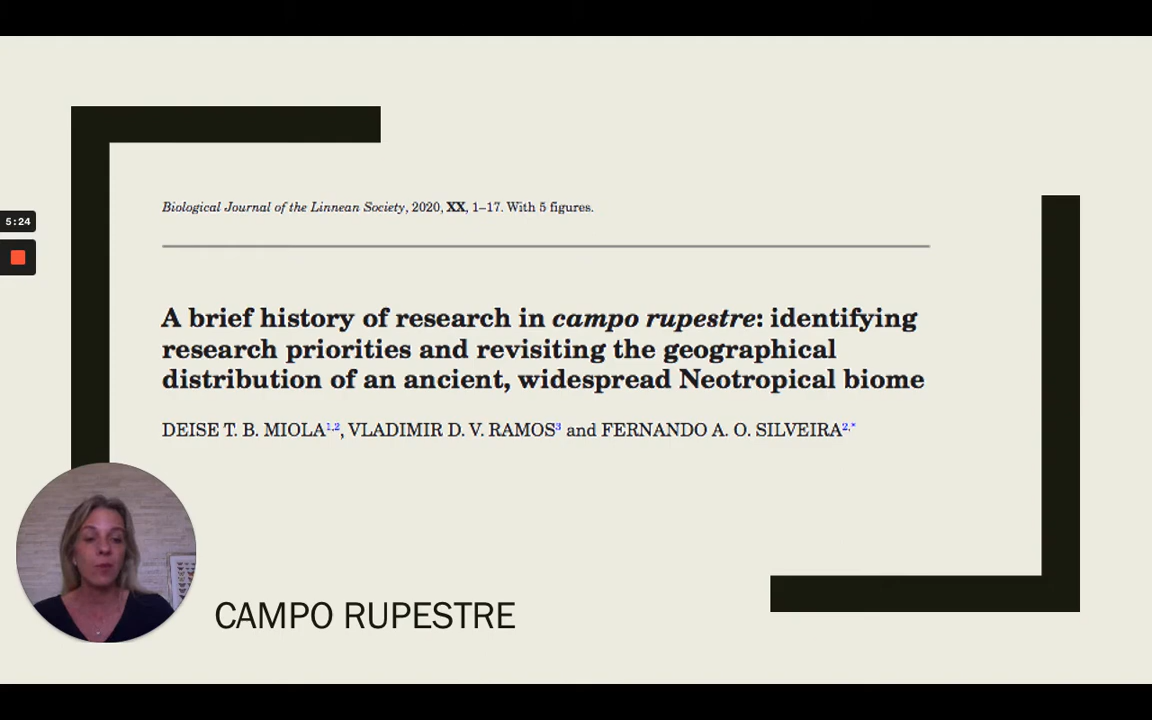 Biological Journal of the Linnean Society, 2020, XX, 1–17. With 5 figures.
5:24
A brief history of research in campo rupestre: identifying
research priorities and revisiting the geographical
distribution of an ancient, widespread Neotropical biome
DEISE T. B. MIOLA1,2, VLADIMIR D. V. RAMOS3 and FERNANDO A. O. SILVEIRA2,*
CAMPO RUPESTRE